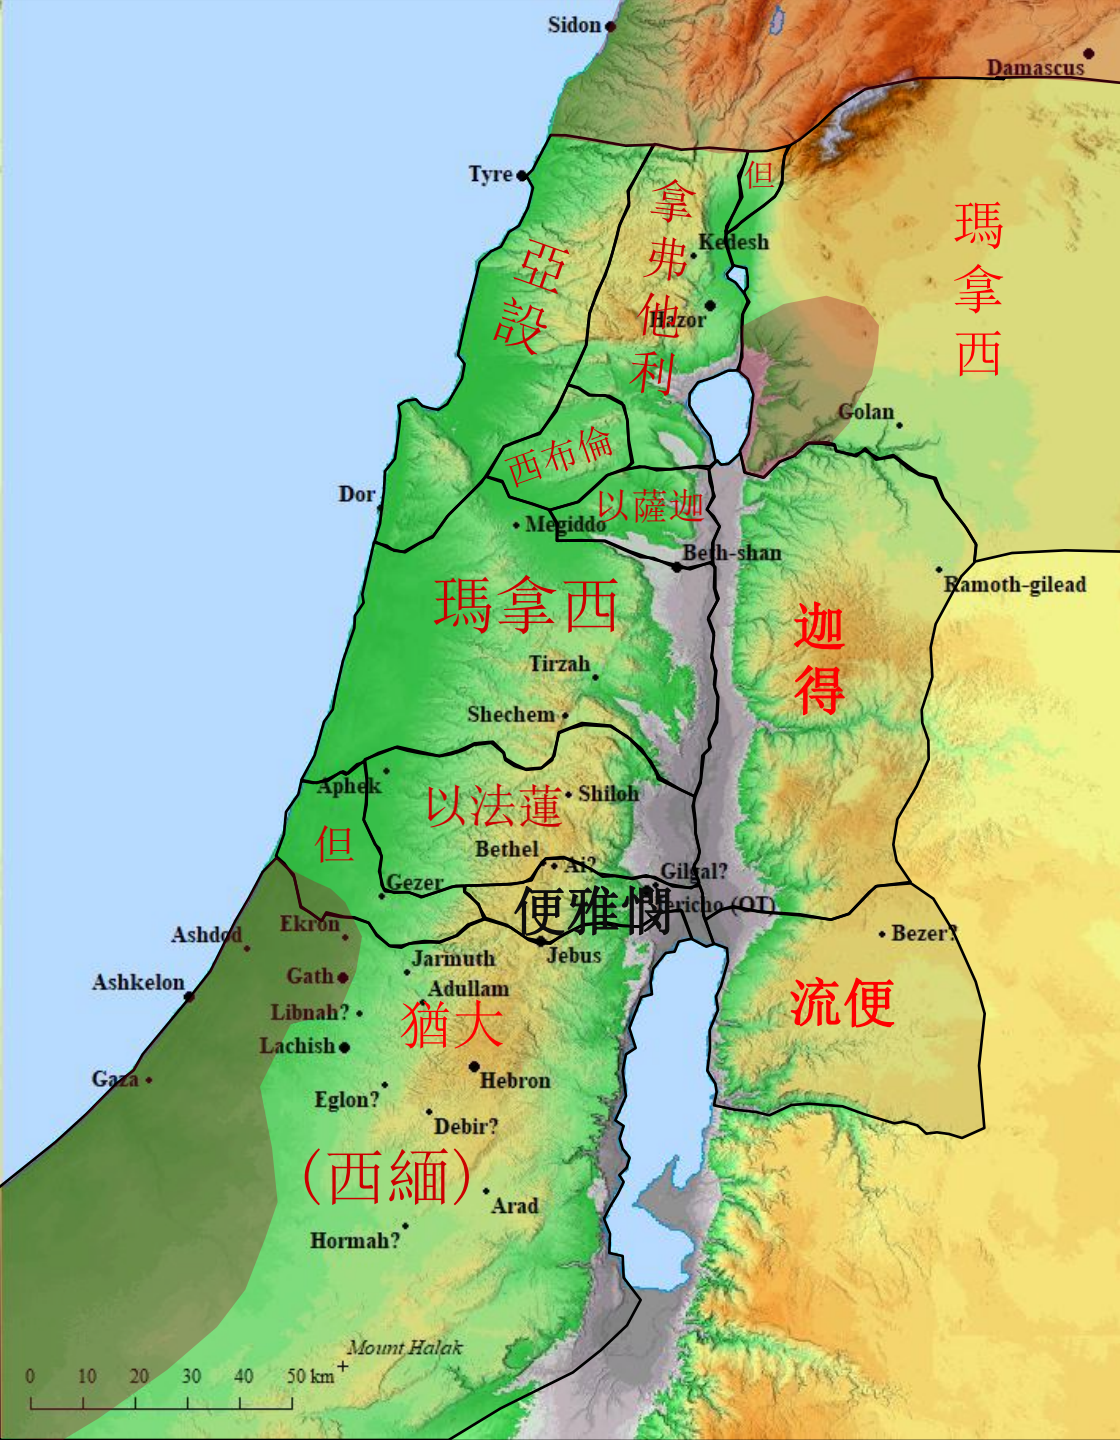 Sidon
Damascus
Tyre
但
拿弗他利
Kedesh
瑪拿西
亞設
Hazor
Golan
西布倫
Dor
以薩迦
Megiddo
Beth-shan
Ramoth-gilead
瑪拿西
迦得
Tirzah
Shechem
Aphek
以法蓮
Shiloh
但
Bethel
Ai?
Gilgal?
Gezer
便雅憫
Jericho (OT)
Ashdod
Ekron
Jebus
Bezer?
Jarmuth
Gath
Ashkelon
Adullam
流便
Libnah?
猶大
Lachish
Gaza
Hebron
Eglon?
Debir?
(西緬)
Arad
Hormah?
Mount Halak
0 10 20 30 40 50 km